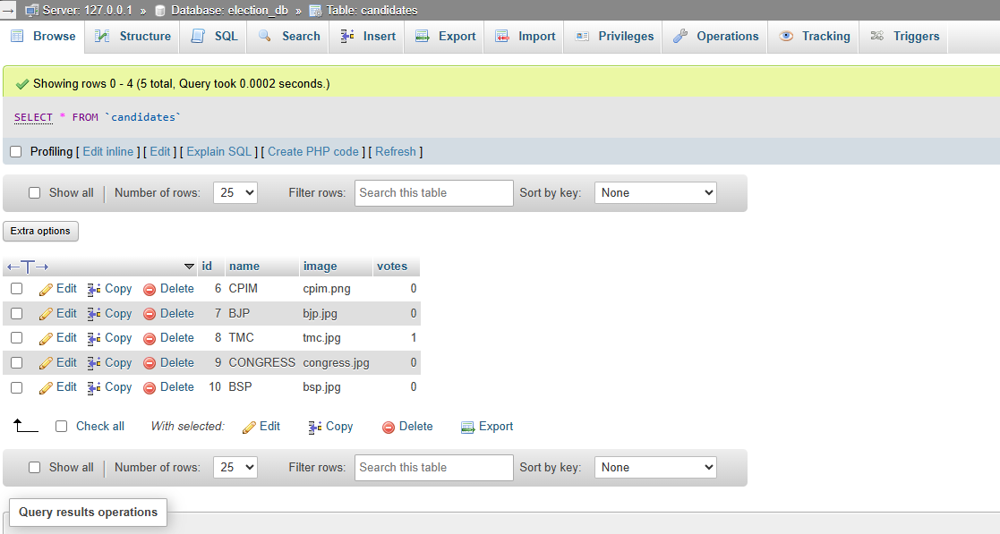 Server: 127.0.0.1 » Database: election_db » Table: candidates
Browse Structure SQL Search Insert Export Import Privileges Operations Tracking Triggers
Showing rows 0 - 4 (5 total, Query took 0.0002 seconds.)
SELECT * FROM `candidates`
Profiling [ Edit inline ] [ Edit ] [ Explain SQL ] [ Create PHP code ] [ Refresh ]
Show all Number of rows: 25 Filter rows: Search this table Sort by key: None
Extra options
←T→ id name image votes
Edit Copy Delete 6 CPIM cpim.png 0
Edit Copy Delete 7 BJP bjp.jpg 0
Edit Copy Delete 8 TMC tmc.jpg 1
Edit Copy Delete 9 CONGRESS congress.jpg 0
Edit Copy Delete 10 BSP bsp.jpg 0
Check all With selected: Edit Copy Delete Export
Show all Number of rows: 25 Filter rows: Search this table Sort by key: None
Query results operations